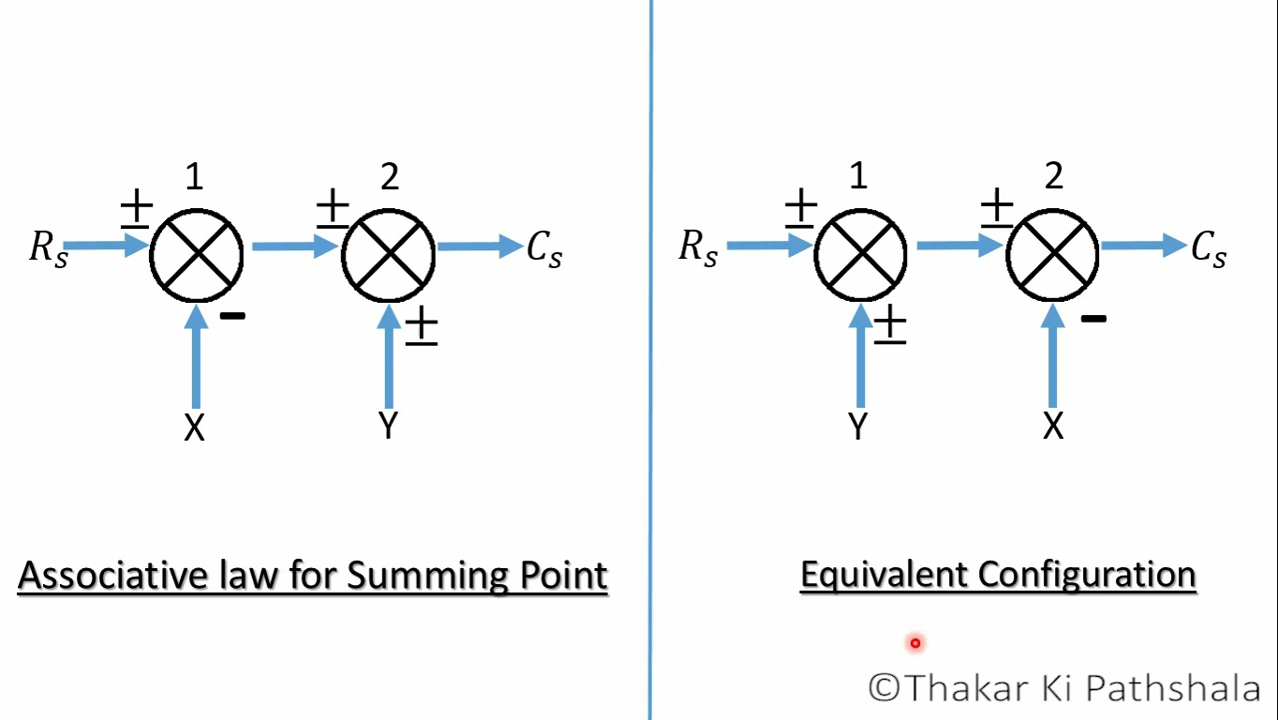 1 2
± ±
Rs Cs
-
±
X Y
Associative law for Summing Point
1 2
± ±
Rs Cs
± -
Y X
Equivalent Configuration
©Thakar Ki Pathshala